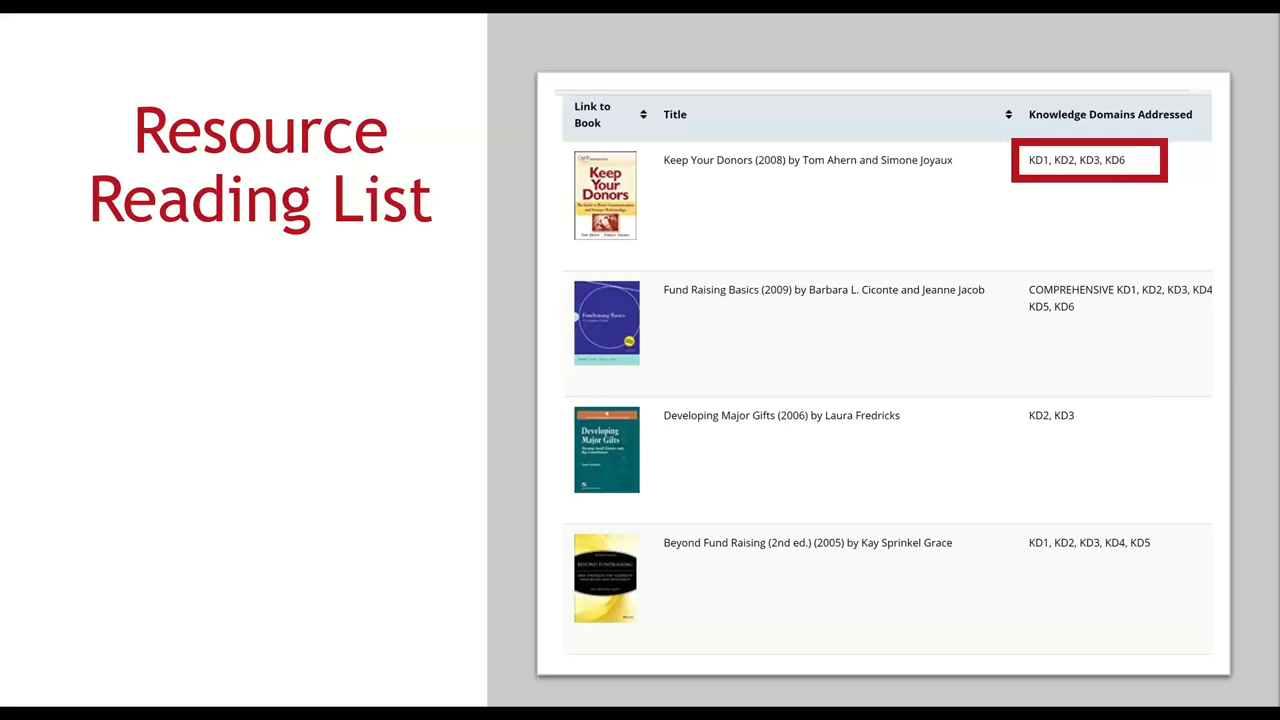 Resource
Reading List
Link to
Book
Title
Knowledge Domains Addressed
Keep Your Donors (2008) by Tom Ahern and Simone Joyaux
KD1, KD2, KD3, KD6
Keep
Your
Donors
Fund Raising Basics (2009) by Barbara L. Ciconte and Jeanne Jacob
COMPREHENSIVE KD1, KD2, KD3, KD4
KD5, KD6
Fundraising Basics
Developing Major Gifts (2006) by Laura Fredricks
KD2, KD3
Developing
Major Gifts
Beyond Fund Raising (2nd ed.) (2005) by Kay Sprinkel Grace
KD1, KD2, KD3, KD4, KD5
BEYOND FUNDRAISING